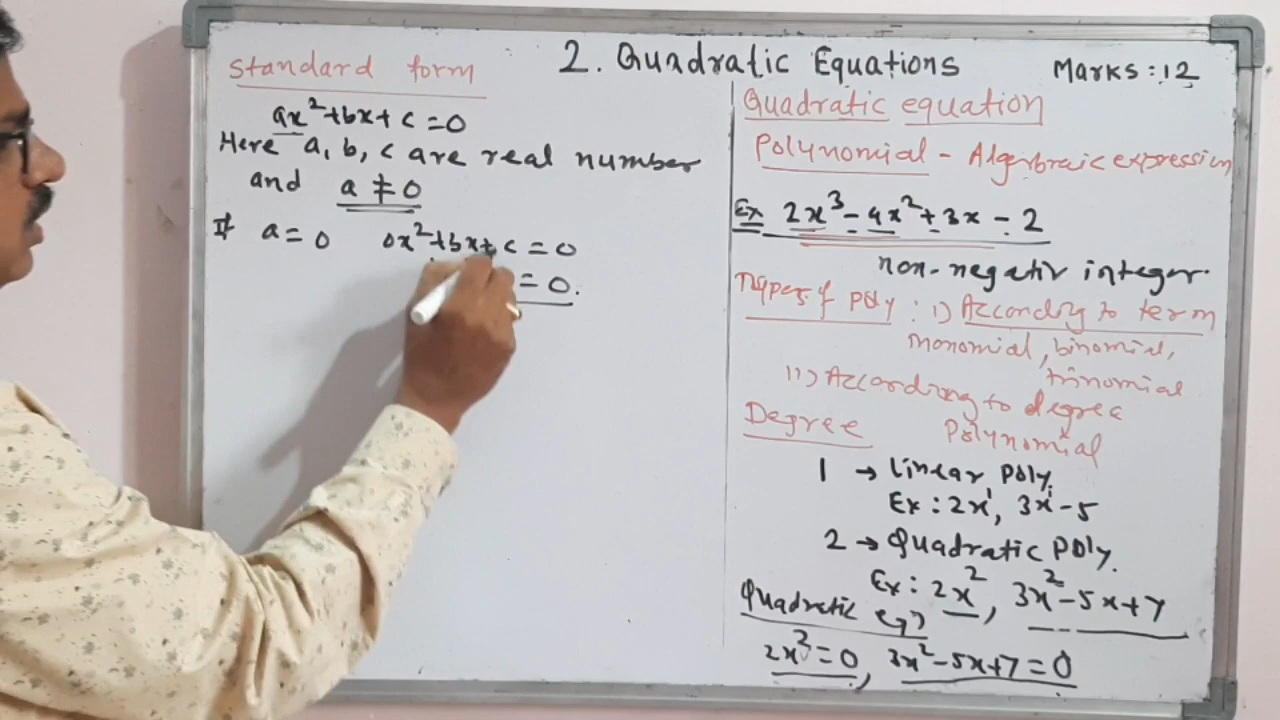 2. Quadratic Equations
Marks: 12
Standard form
ax²+bx+c=0
Here a, b, c are real number
and a ≠ 0
If a = 0 0x²+bx+c = 0
= 0.
Quadratic equation
Polynomial - Algebraic expression
Ex 2x³ - 4x² + 3x - 2
non-negativ integer.
Types of poly : i) According to term
monomial, binomial,
trinomial
ii) According to degree
Polynomial
Degree
1 → Linear poly.
Ex : 2x¹, 3x¹-5
2 → Quadratic poly.
Ex : 2x², 3x²-5x+7
Quadretic eqn
2x²=0, 3x²-5x+7=0